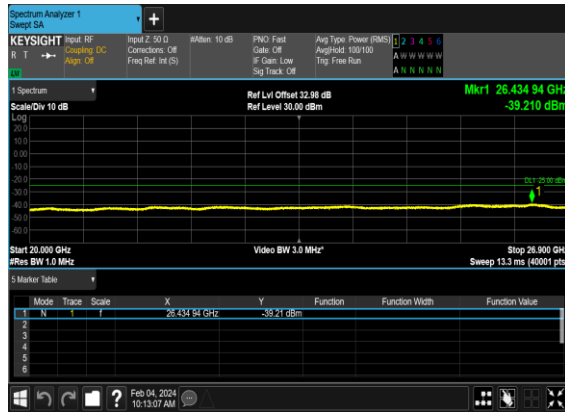 Spectrum Analyzer 1
Swept SA
+
KEYSIGHT Input: RF Input Z: 50 Ω #Atten: 10 dB PNO: Fast Avg Type: Power (RMS) 1 2 3 4 5 6
R T Coupling: DC Corrections: Off Gate: Off Avg|Hold: 100/100 A W W W W W
Align: Off Freq Ref: Int (S) IF Gain: Low Trig: Free Run
Sig Track: Off A N N N N N
1 Spectrum Ref Lvl Offset 32.98 dB Mkr1 26.434 94 GHz
Scale/Div 10 dB Ref Level 30.00 dBm -39.210 dBm
Log
20.0
10.0
0.00
-10.0
-20.0
DL1 -25.00 dBm
-30.0
1
-40.0
-50.0
-60.0
Start 20.000 GHz Video BW 3.0 MHz* Stop 26.900 GHz
#Res BW 1.0 MHz Sweep 13.3 ms (40001 pts)
5 Marker Table
Mode Trace Scale X Y Function Function Width Function Value
1 N 1 f 26.434 94 GHz -39.21 dBm
2
3
4
5
6
? Feb 04, 2024
10:13:07 AM